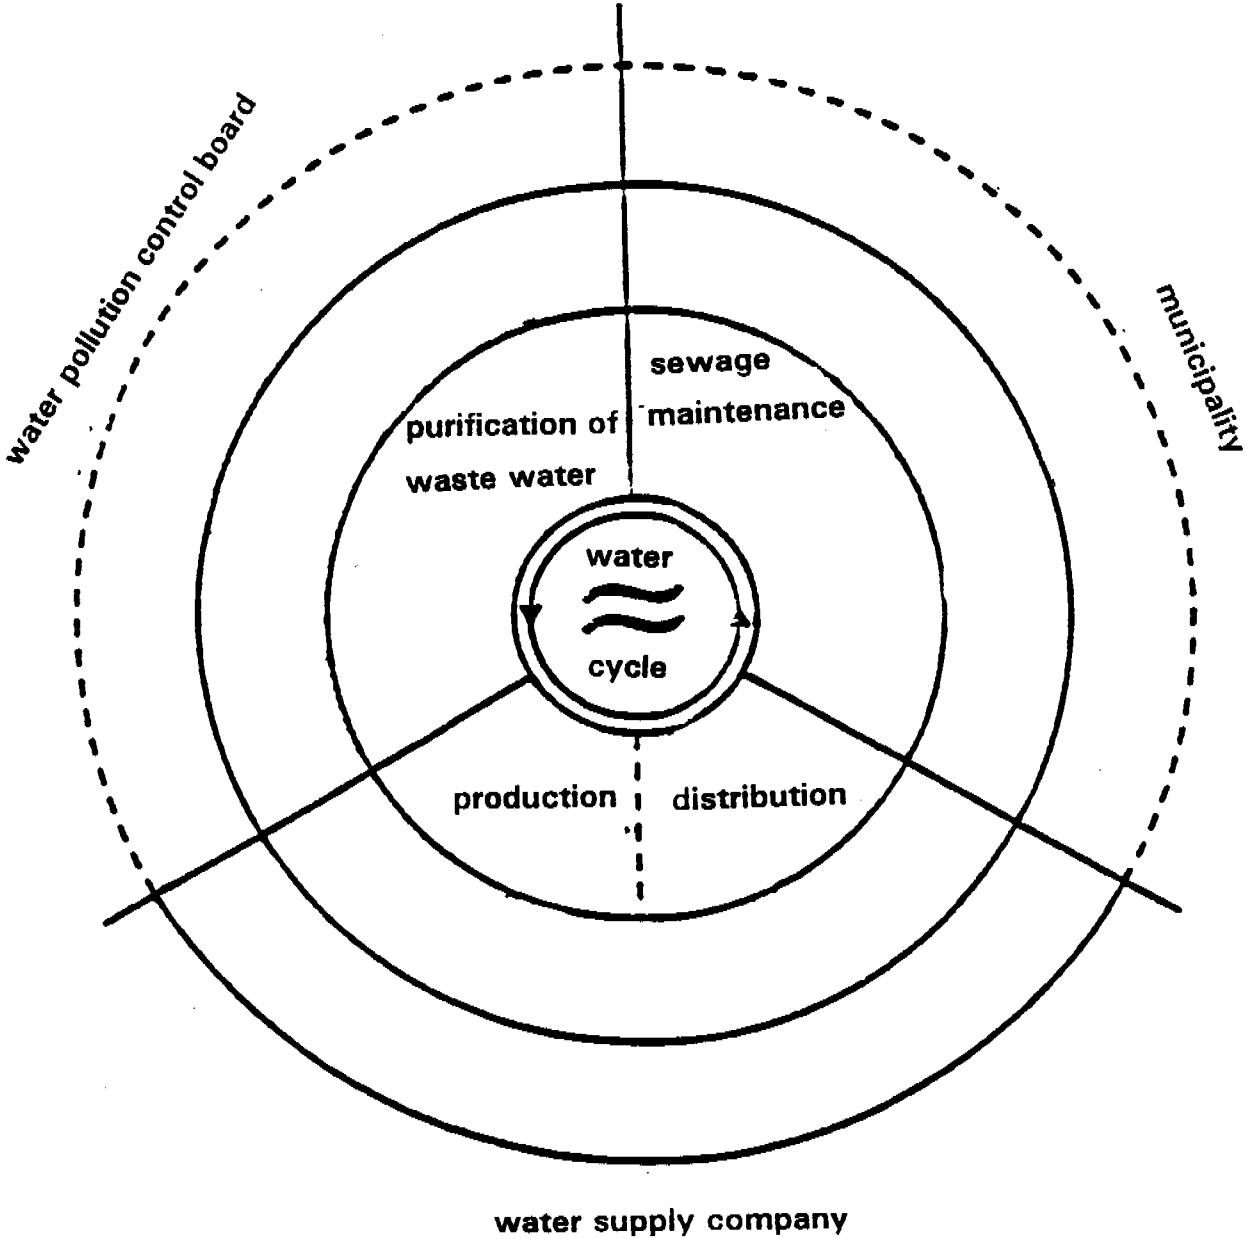 water pollution control board
municipality
sewage
maintenance
purification of
waste water
water
cycle
production
distribution
water supply company